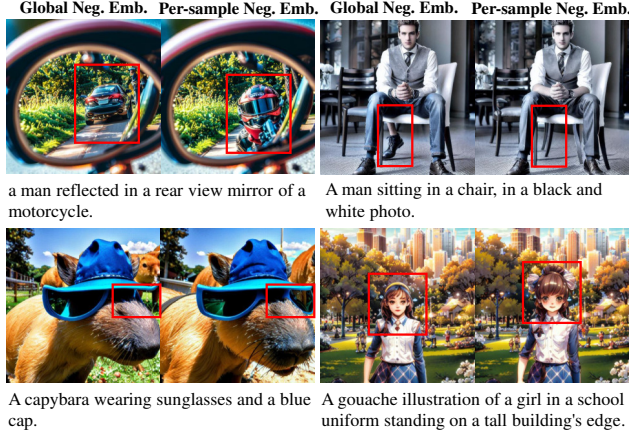 Global Neg. Emb. Per-sample Neg. Emb. Global Neg. Emb. Per-sample Neg. Emb.
a man reflected in a rear view mirror of a
motorcycle.
A man sitting in a chair, in a black and
white photo.
A capybara wearing sunglasses and a blue
cap.
A gouache illustration of a girl in a school
uniform standing on a tall building's edge.